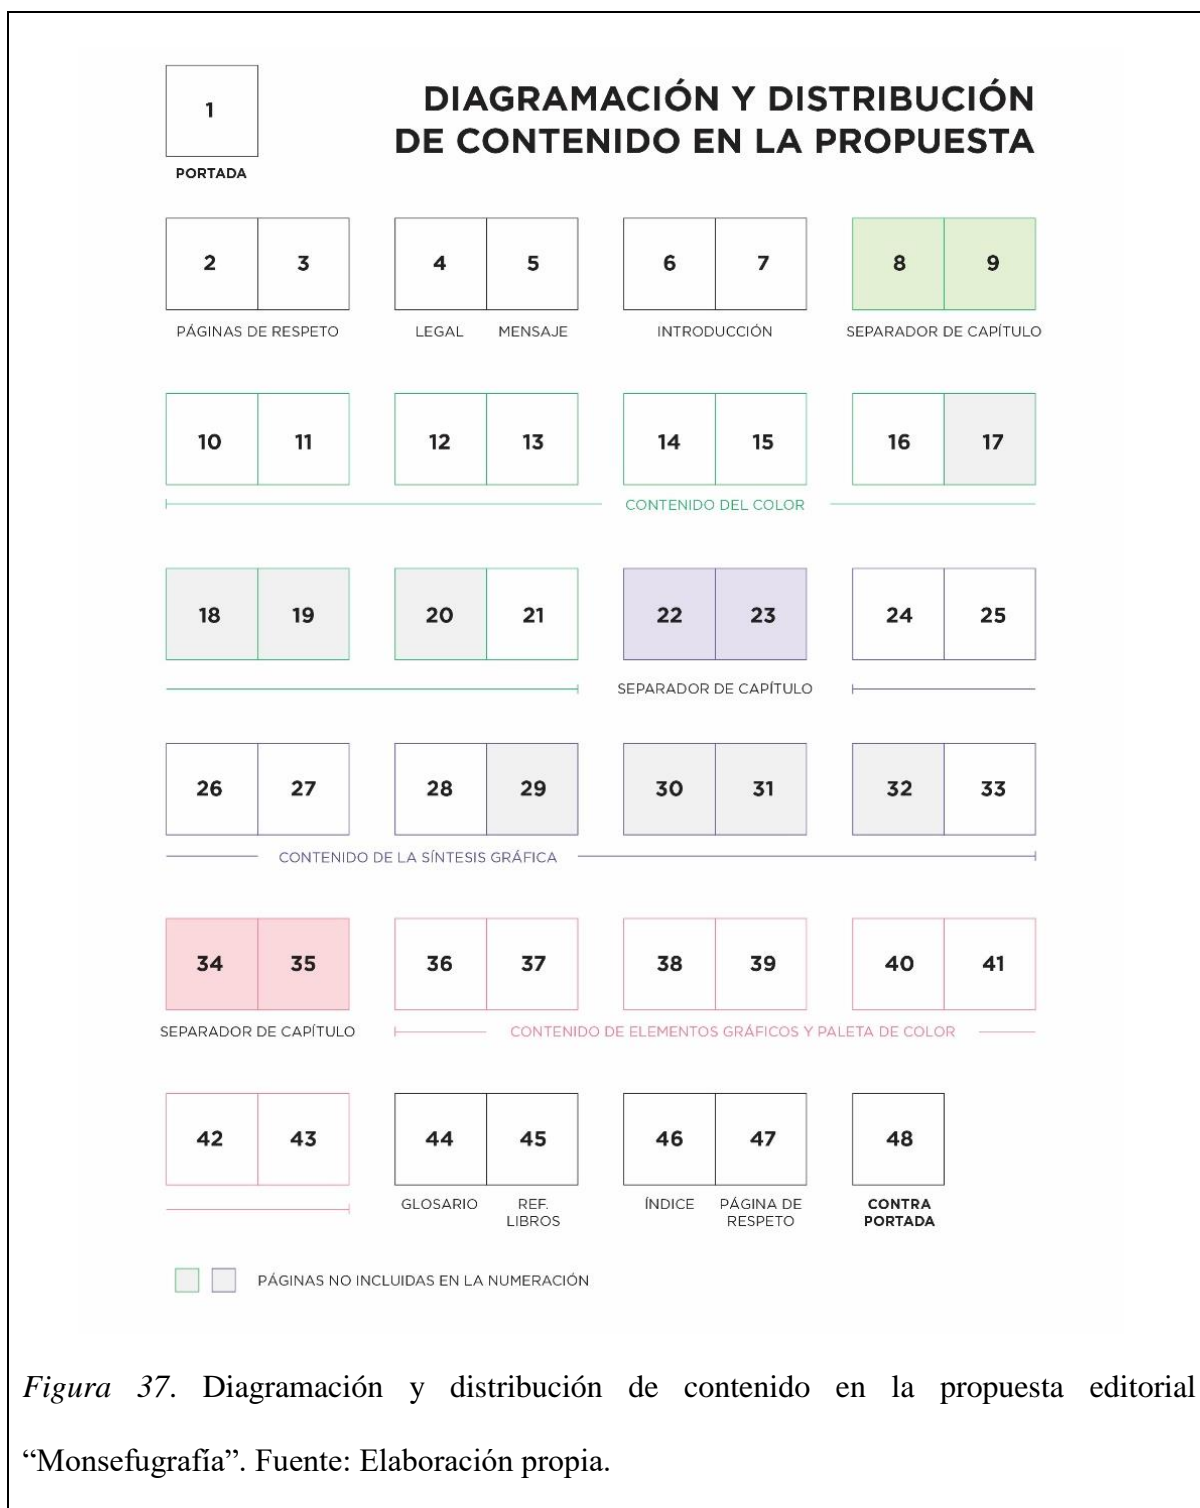 1
DIAGRAMACIÓN Y DISTRIBUCIÓN
DE CONTENIDO EN LA PROPUESTA
PORTADA
2 3 4 5 6 7 8 9
PÁGINAS DE RESPETO LEGAL MENSAJE INTRODUCCIÓN SEPARADOR DE CAPÍTULO
10 11 12 13 14 15 16 17
CONTENIDO DEL COLOR
18 19 20 21 22 23 24 25
SEPARADOR DE CAPÍTULO
26 27 28 29 30 31 32 33
CONTENIDO DE LA SÍNTESIS GRÁFICA
34 35 36 37 38 39 40 41
SEPARADOR DE CAPÍTULO CONTENIDO DE ELEMENTOS GRÁFICOS Y PALETA DE COLOR
42 43 44 45 46 47 48
GLOSARIO REF. ÍNDICE PÁGINA DE CONTRA
LIBROS RESPETO PORTADA
PÁGINAS NO INCLUIDAS EN LA NUMERACIÓN
Figura 37. Diagramación y distribución de contenido en la propuesta editorial
“Monsefugrafía”. Fuente: Elaboración propia.